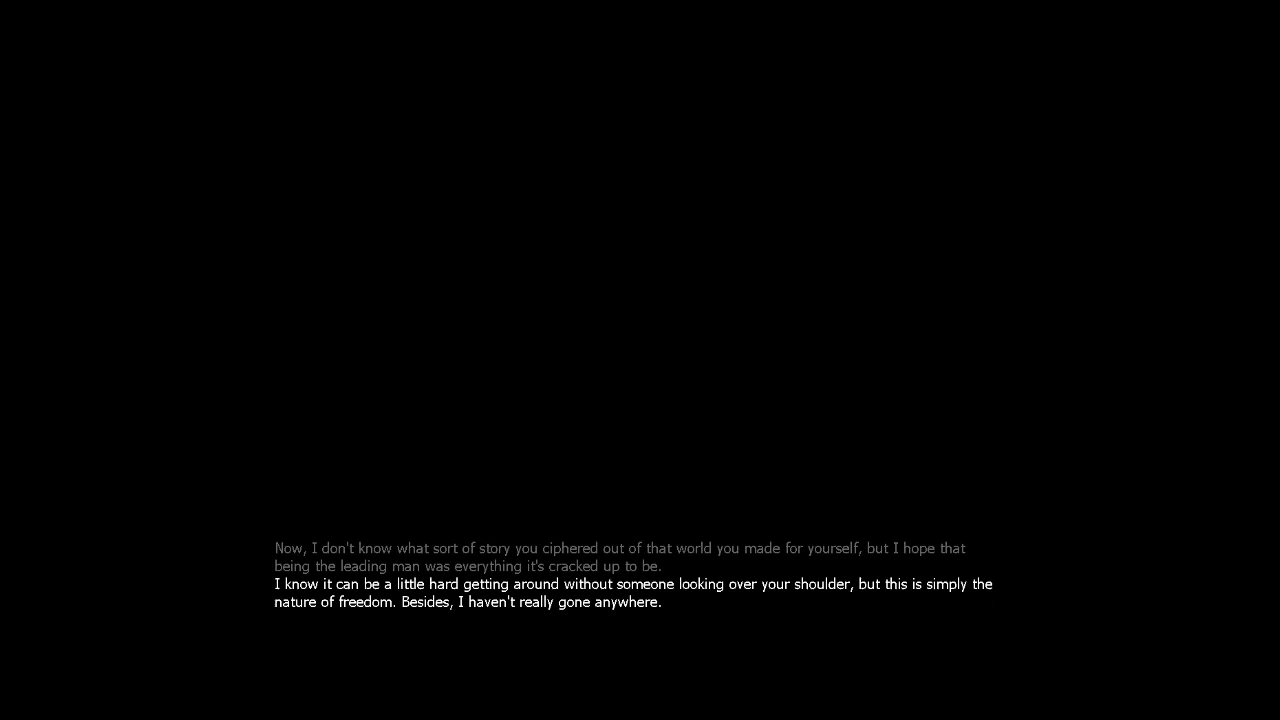 Now, I don't know what sort of story you ciphered out of that world you made for yourself, but I hope that
being the leading man was everything it's cracked up to be.
I know it can be a little hard getting around without someone looking over your shoulder, but this is simply the
nature of freedom. Besides, I haven't really gone anywhere.